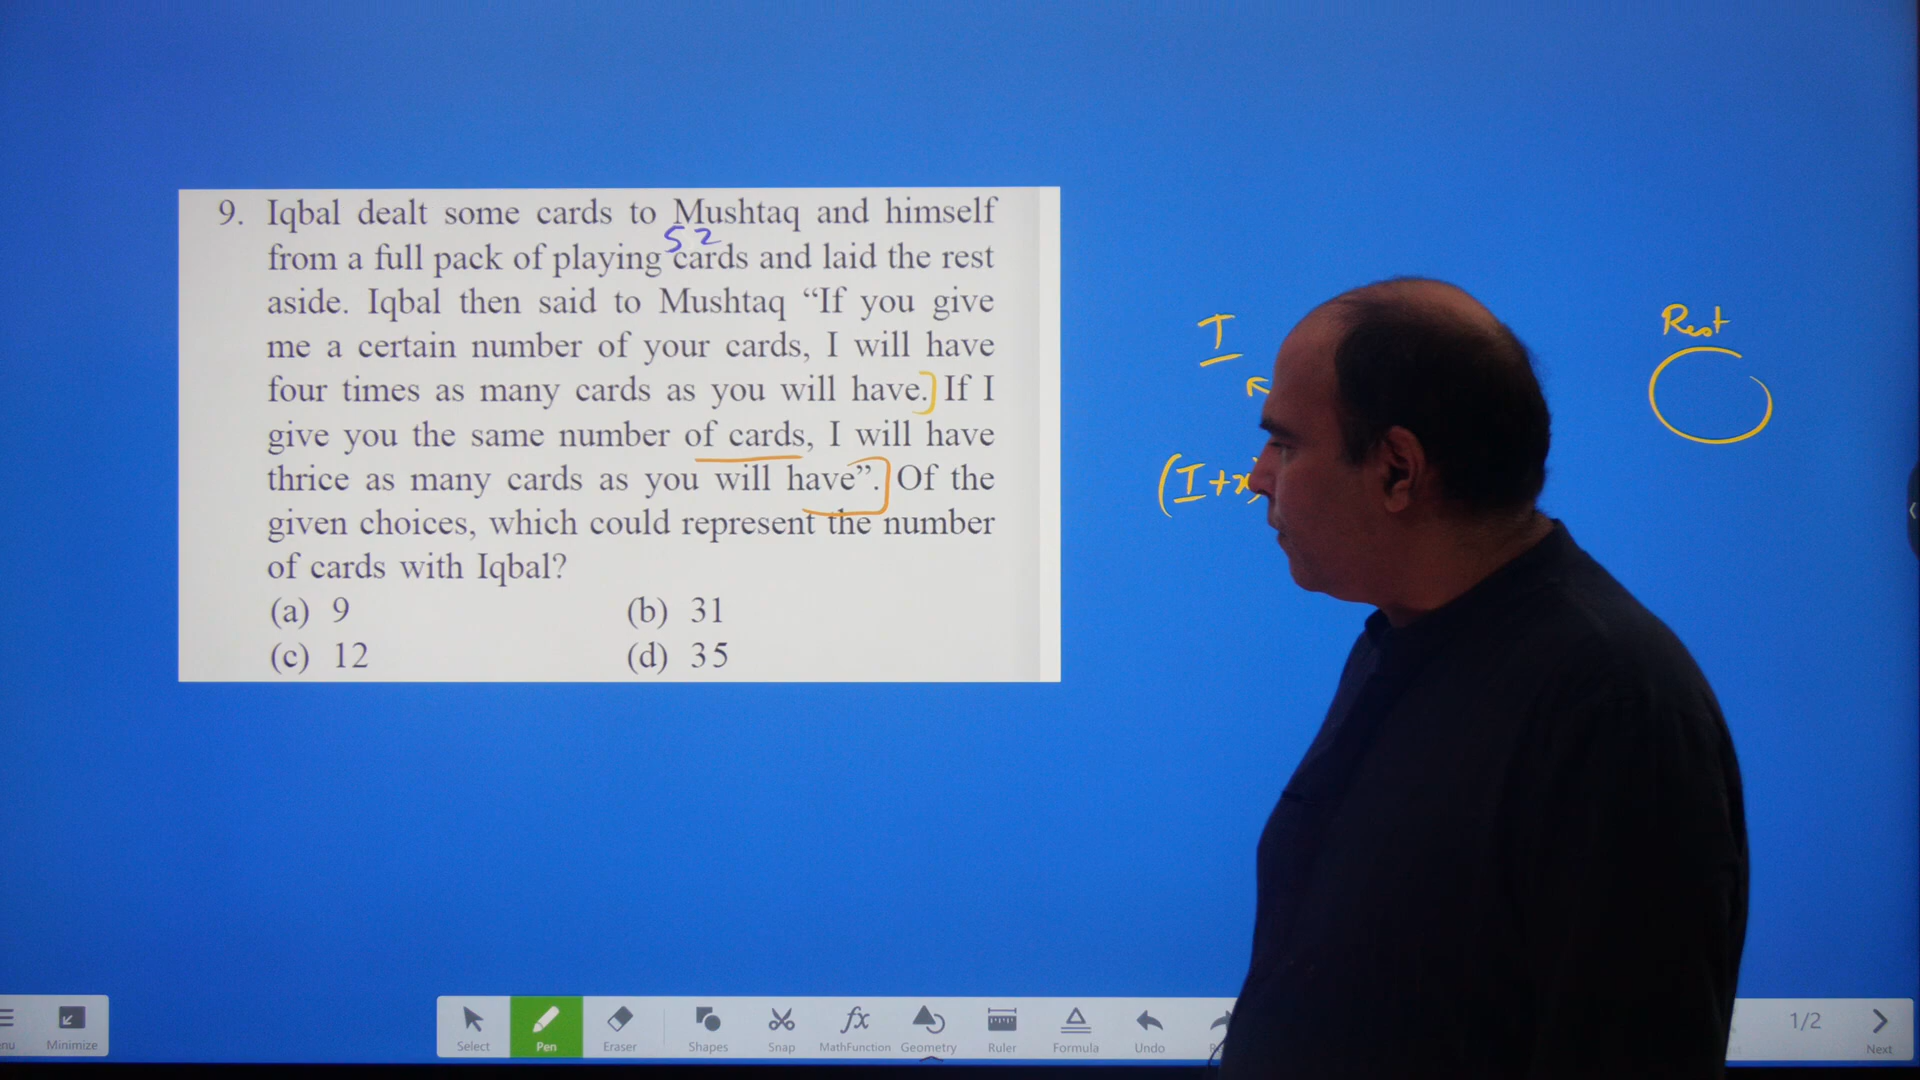 9. Iqbal dealt some cards to Mushtaq and himself
52
from a full pack of playing cards and laid the rest
aside. Iqbal then said to Mushtaq “If you give
me a certain number of your cards, I will have
four times as many cards as you will have. If I
give you the same number of cards, I will have
thrice as many cards as you will have”. Of the
given choices, which could represent the number
of cards with Iqbal?
(a) 9 (b) 31
(c) 12 (d) 35
I
Rest
(I+x)
Minimize
Select
Pen
Eraser
Shapes
Snap
fx
MathFunction
Geometry
Ruler
Formula
Undo
1/2
Next